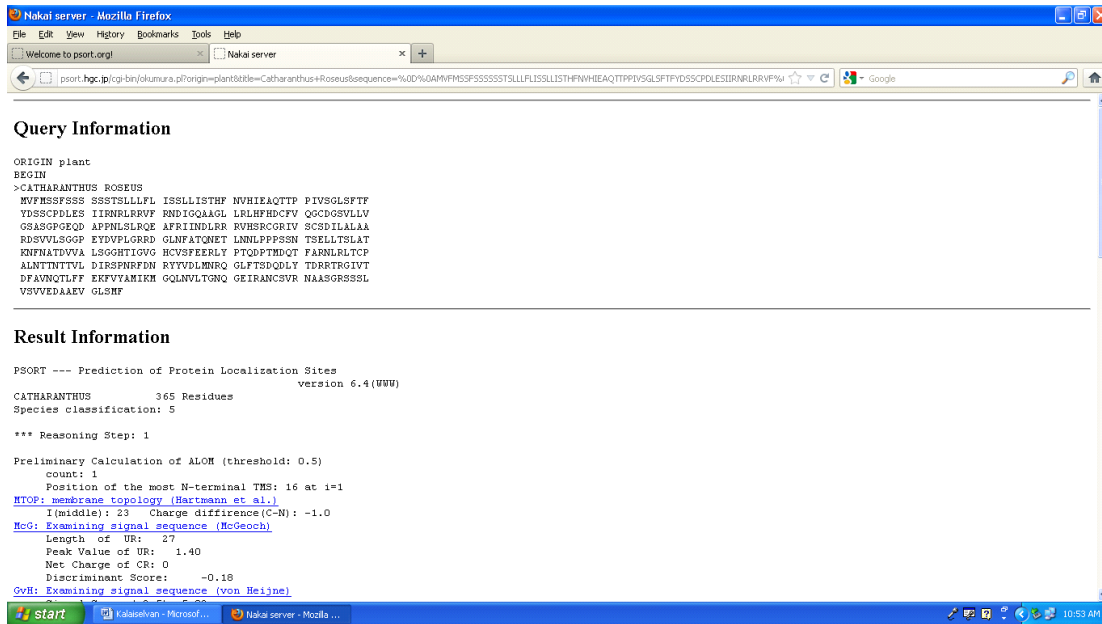 Nakai server - Mozilla Firefox
File Edit View History Bookmarks Tools Help
Welcome to psort.org! Nakai server
psort.hgc.jp/cgi-bin/okumura.pl?origin=plant&title=Catharanthus+Roseus&sequence=%0D%0AMVFMSSFSSSSSSTSLLLFLISSLLISTHFNVHIEAQTTPPIVSGLSFTFYDSSCPDLESIIRNRLRRVF% Google
Query Information
ORIGIN plant
BEGIN
>CATHARANTHUS ROSEUS
MVFMSSFSSS SSSTSLLLFL ISSLLISTHF NVHIEAQTTP PIVSGLSFTF
YDSSCPDLES IIRNRLRRVF RNDIGQAAGL LRLHFHDCFV QGCDGSVLLV
GSASGPGEQD APPNLSLRQE AFRIINDLRR RVHSRCGRIV SCSDILALAA
RDSVVLSGGP EYDVPLGRRD GLNFATQNET LNNLPPPSSN TSELLTSLAT
KNFNATDVVA LSGGHTIGVG HCVSFEERLY PTQDPTMDQT FARNLRLTCP
ALNTTNTTVL DIRSPNRFDN RYYVDLMNRQ GLFTSDQDLY TDRRTRGIVT
DFAVNQTLFF EKFVYAMIKM GQLNVLTGNQ GEIRANCSVR NAASGRSSSL
VSVVEDAAEV GLSMF
Result Information
PSORT --- Prediction of Protein Localization Sites
version 6.4(WWW)
CATHARANTHUS 365 Residues
Species classification: 5
*** Reasoning Step: 1
Preliminary Calculation of ALOM (threshold: 0.5)
count: 1
Position of the most N-terminal TMS: 16 at i=1
MTOP: membrane topology (Hartmann et al.)
I(middle): 23 Charge diffirence(C-N): -1.0
McG: Examining signal sequence (McGeoch)
Length of UR: 27
Peak Value of UR: 1.40
Net Charge of CR: 0
Discriminant Score: -0.18
GvH: Examining signal sequence (von Heijne)
start Kalaiselvan - Microsof... Nakai server - Mozilla ... 10:53 AM